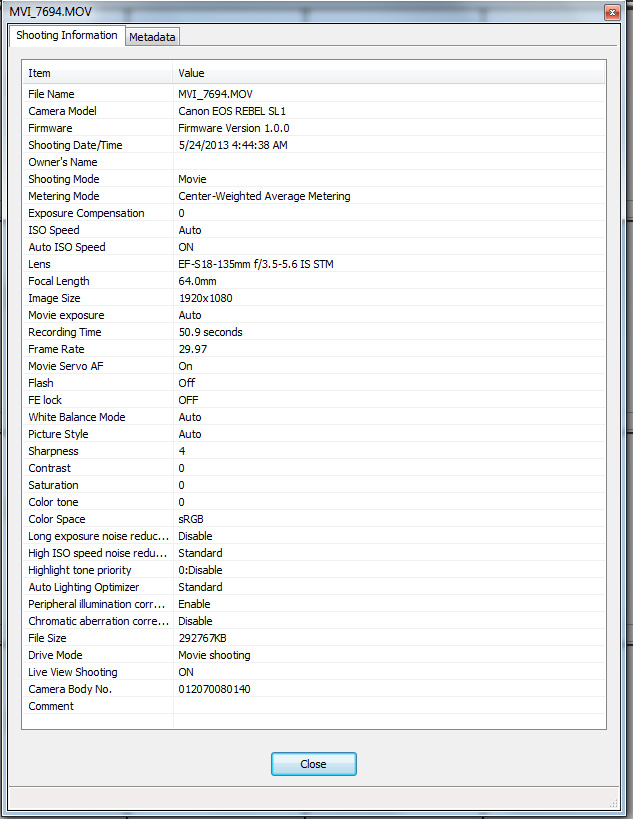 MVI_7694.MOV
Shooting Information Metadata
Item Value
File Name MVI_7694.MOV
Camera Model Canon EOS REBEL SL1
Firmware Firmware Version 1.0.0
Shooting Date/Time 5/24/2013 4:44:38 AM
Owner's Name
Shooting Mode Movie
Metering Mode Center-Weighted Average Metering
Exposure Compensation 0
ISO Speed Auto
Auto ISO Speed ON
Lens EF-S18-135mm f/3.5-5.6 IS STM
Focal Length 64.0mm
Image Size 1920x1080
Movie exposure Auto
Recording Time 50.9 seconds
Frame Rate 29.97
Movie Servo AF On
Flash Off
FE lock OFF
White Balance Mode Auto
Picture Style Auto
Sharpness 4
Contrast 0
Saturation 0
Color tone 0
Color Space sRGB
Long exposure noise reduc... Disable
High ISO speed noise redu... Standard
Highlight tone priority 0:Disable
Auto Lighting Optimizer Standard
Peripheral illumination corr... Enable
Chromatic aberration corre... Disable
File Size 292767KB
Drive Mode Movie shooting
Live View Shooting ON
Camera Body No. 012070080140
Comment
Close